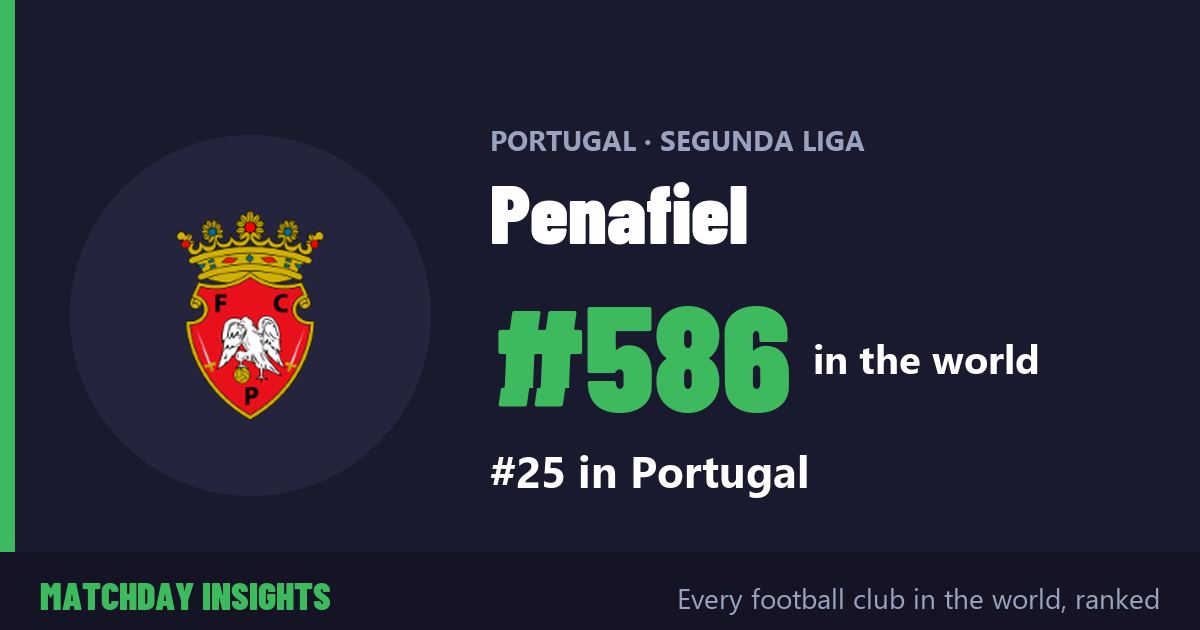 PORTUGAL · SEGUNDA LIGA
Penafiel
F C
P
#586 in the world
#25 in Portugal
MATCHDAY INSIGHTS
Every football club in the world, ranked